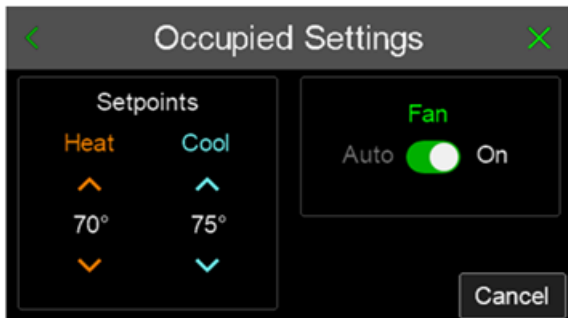 Occupied Settings
Setpoints
Heat Cool
70° 75°
Fan
Auto On
Cancel